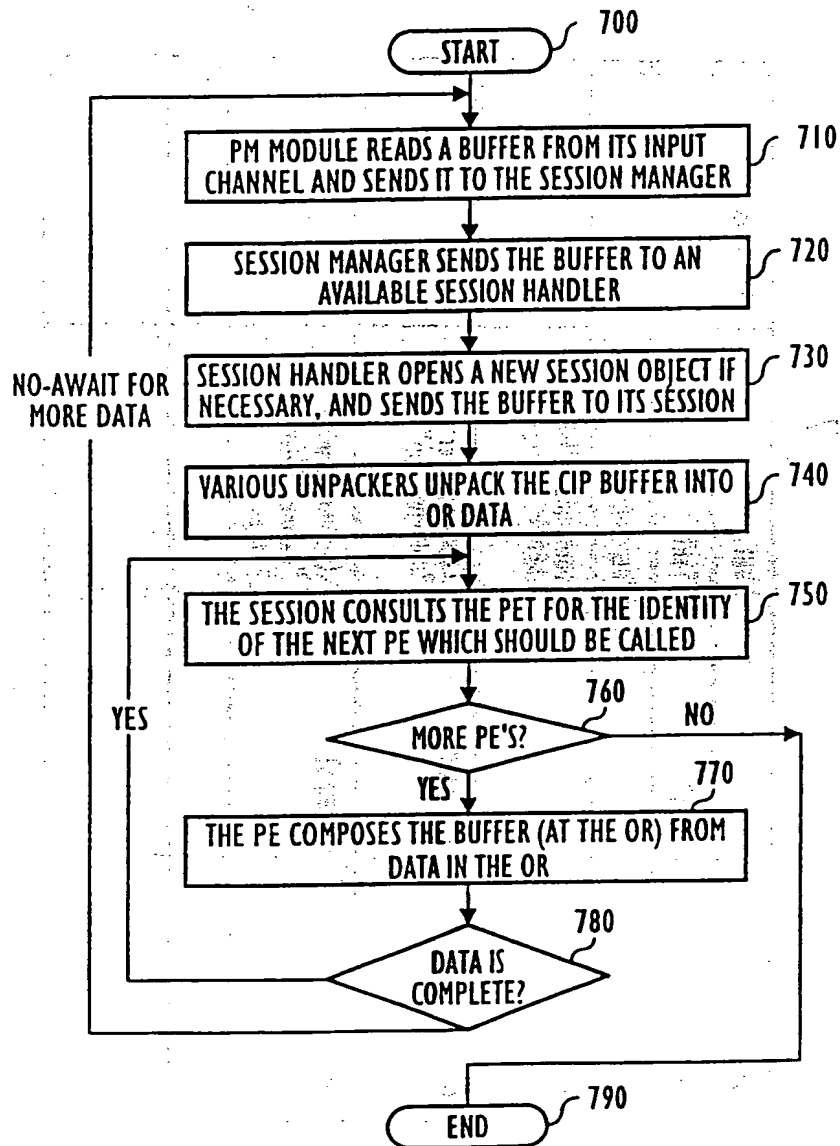 700
START
PM MODULE READS A BUFFER FROM ITS INPUT
CHANNEL AND SENDS IT TO THE SESSION MANAGER
710
SESSION MANAGER SENDS THE BUFFER TO AN
AVAILABLE SESSION HANDLER
720
SESSION HANDLER OPENS A NEW SESSION OBJECT IF
NECESSARY, AND SENDS THE BUFFER TO ITS SESSION
730
NO-AWAIT FOR
MORE DATA
VARIOUS UNPACKERS UNPACK THE CIP BUFFER INTO
OR DATA
740
THE SESSION CONSULTS THE PET FOR THE IDENTITY
OF THE NEXT PE WHICH SHOULD BE CALLED
750
YES
MORE PE'S?
760
NO
YES
770
THE PE COMPOSES THE BUFFER (AT THE OR) FROM
DATA IN THE OR
780
DATA IS
COMPLETE?
END
790